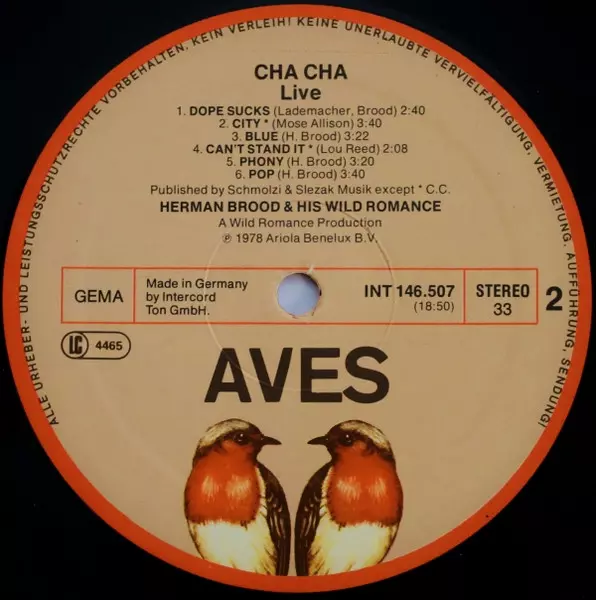 ALLE URHEBER- UND LEISTUNGSSCHUTZRECHTE VORBEHALTEN. KEIN VERLEIH! KEINE UNERLAUBTE VERVIELFÄLTIGUNG, VERMIETUNG, AUFFÜHRUNG, SENDUNG!
CHA CHA
Live
1. DOPE SUCKS (Lademacher, Brood) 2:40
2. CITY * (Mose Allison) 3:40
3. BLUE (H. Brood) 3:22
4. CAN'T STAND IT * (Lou Reed) 2:08
5. PHONY (H. Brood) 3:20
6. POP (H. Brood) 3:40
Published by Schmolzi & Slezak Musik except * C.C.
HERMAN BROOD & HIS WILD ROMANCE
A Wild Romance Production
℗ 1978 Ariola Benelux B.V.
GEMA
Made in Germany
by Intercord
Ton GmbH.
INT 146.507
(18:50)
STEREO
33
2
LC 4465
AVES